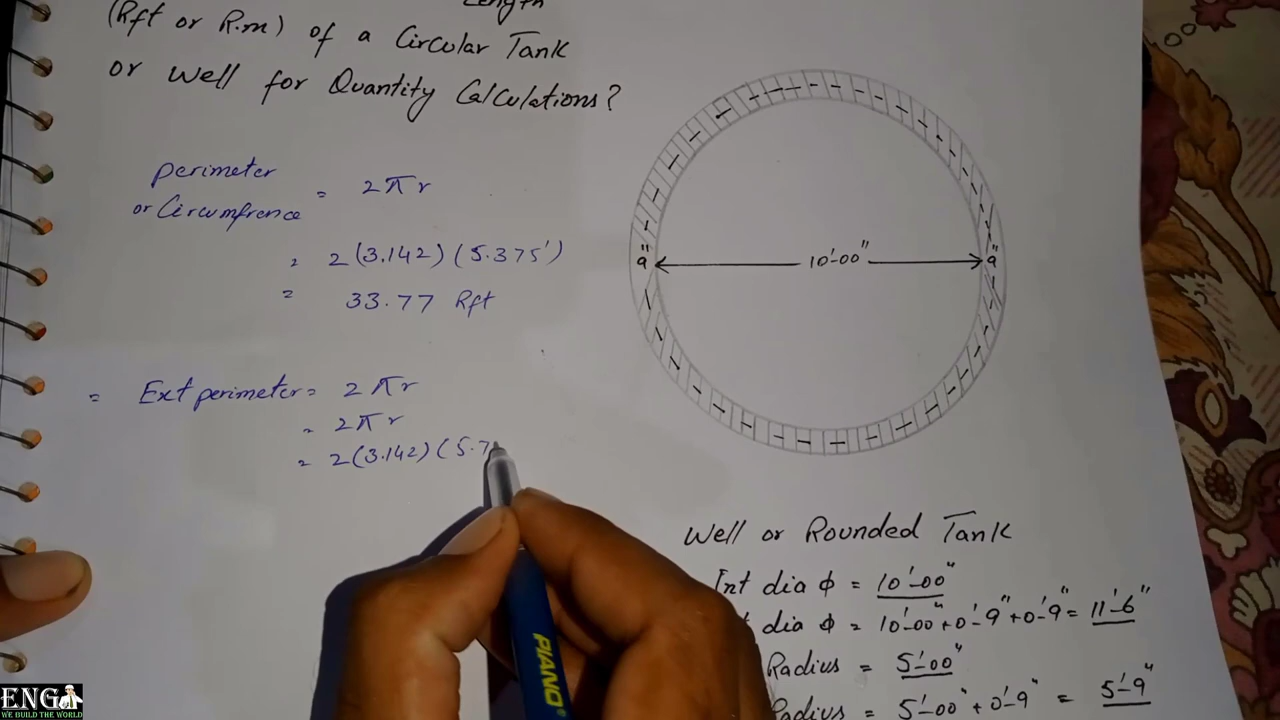 Length
(Rft or R.m) of a Circular Tank
or Well for Quantity Calculations?
perimeter
or Circumfrence = 2πr
= 2(3.142)(5.375')
= 33.77 Rft
= Ext perimeter = 2πr
= 2πr
= 2(3.142)(5.7
9" 10'-00" 9"
Well or Rounded Tank
Int dia ϕ = 10'-00"
t dia ϕ = 10'-00"+0'-9"+0'-9" = 11'-6"
Radius = 5'-00"
Radius = 5'-00"+0'-9" = 5'-9"
PIANO
ENG
WE BUILD THE WORLD